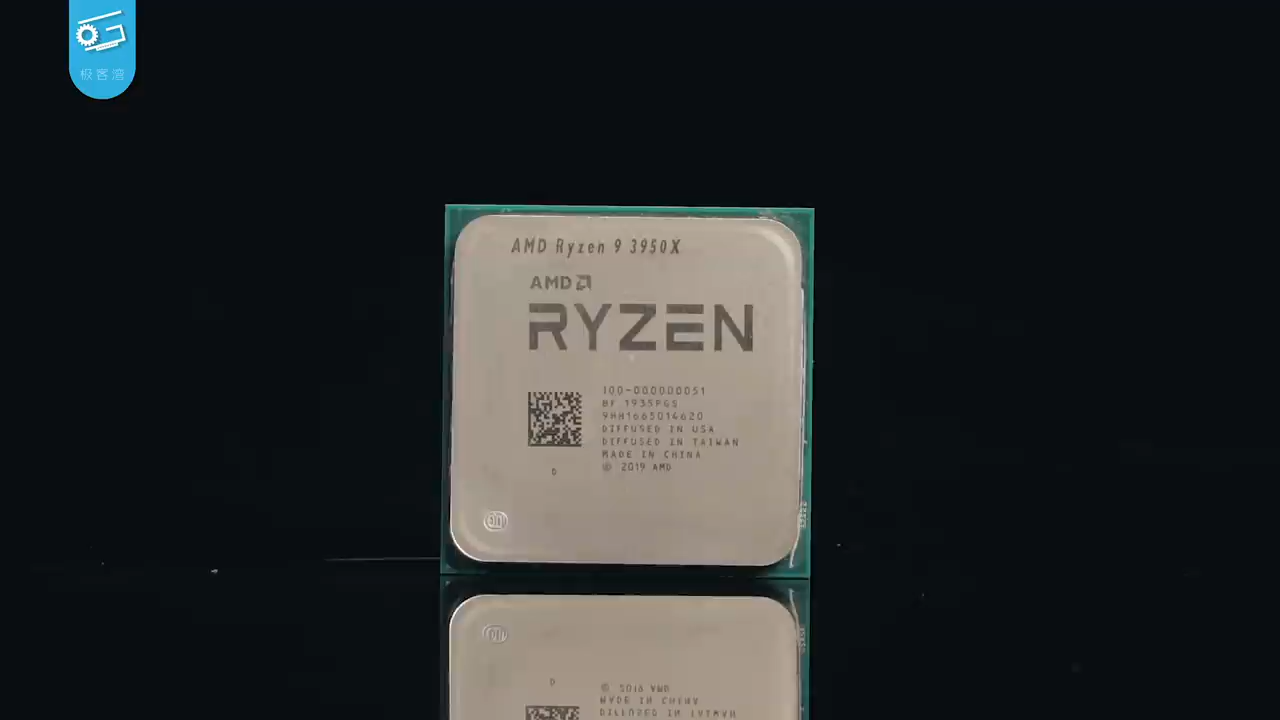 极客湾
AMD Ryzen 9 3950X
AMD
RYZEN
100-000000051
BF 1935PGS
9HH1665D14620
DIFFUSED IN USA
DIFFUSED IN TAIWAN
MADE IN CHINA
© 2019 AMD
D